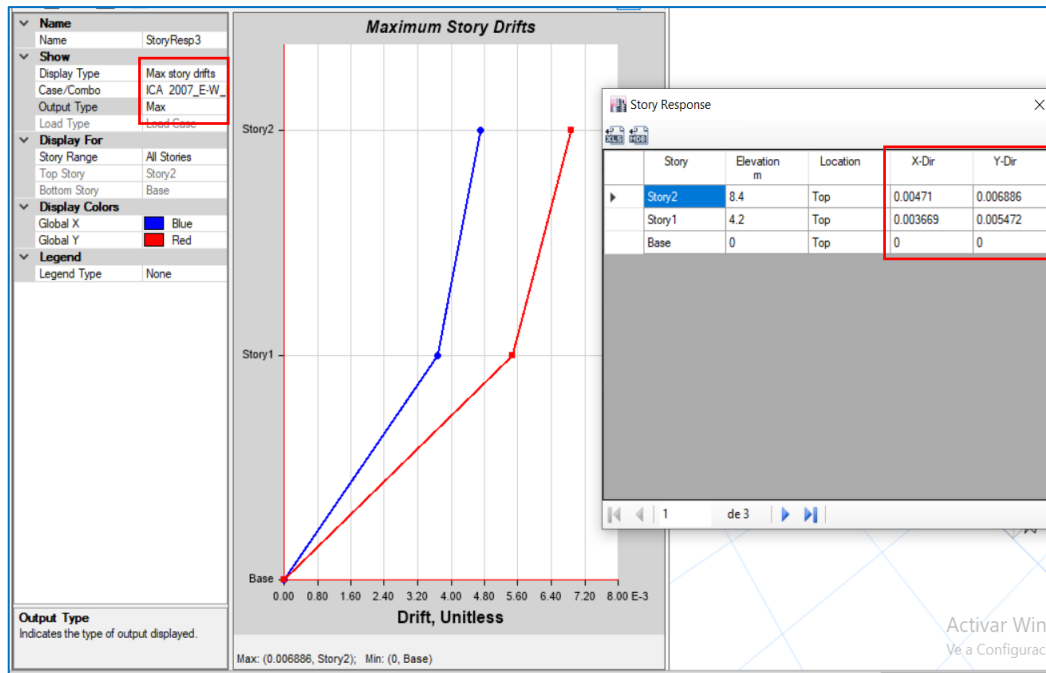 Name
Name StoryResp3
Show
Display Type Max story drifts
Case/Combo ICA 2007_E-W_
Output Type Max
Load Type Load Case
Display For
Story Range All Stories
Top Story Story2
Bottom Story Base
Display Colors
Global X Blue
Global Y Red
Legend
Legend Type None
Output Type
Indicates the type of output displayed.
Maximum Story Drifts
Story2
Story1
Base
0.00 0.80 1.60 2.40 3.20 4.00 4.80 5.60 6.40 7.20 8.00 E-3
Drift, Unitless
Max: (0.006886, Story2); Min: (0, Base)
Story Response
XLS MDB
Story Elevation Location X-Dir Y-Dir
m
Story2 8.4 Top 0.00471 0.006886
Story1 4.2 Top 0.003669 0.005472
Base 0 Top 0 0
1 de 3
Activar Win
Ve a Configurac